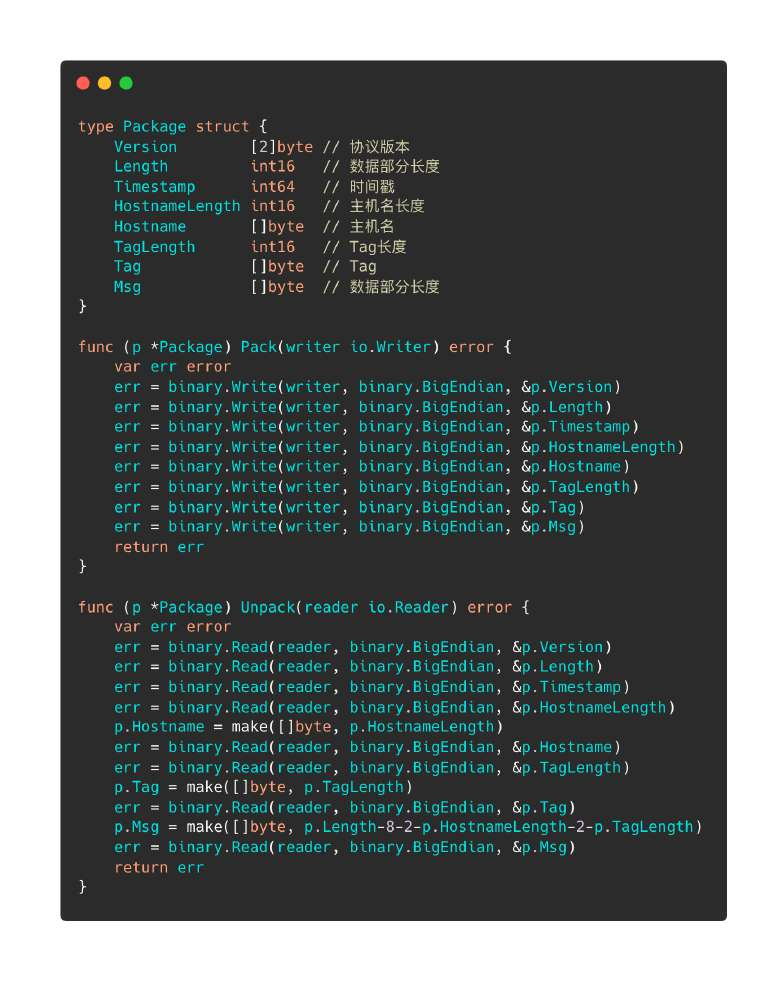 type Package struct {
    Version        [2]byte // 协议版本
    Length         int16   // 数据部分长度
    Timestamp      int64   // 时间戳
    HostnameLength int16   // 主机名长度
    Hostname       []byte  // 主机名
    TagLength      int16   // Tag长度
    Tag            []byte  // Tag
    Msg            []byte  // 数据部分长度
}

func (p *Package) Pack(writer io.Writer) error {
    var err error
    err = binary.Write(writer, binary.BigEndian, &p.Version)
    err = binary.Write(writer, binary.BigEndian, &p.Length)
    err = binary.Write(writer, binary.BigEndian, &p.Timestamp)
    err = binary.Write(writer, binary.BigEndian, &p.HostnameLength)
    err = binary.Write(writer, binary.BigEndian, &p.Hostname)
    err = binary.Write(writer, binary.BigEndian, &p.TagLength)
    err = binary.Write(writer, binary.BigEndian, &p.Tag)
    err = binary.Write(writer, binary.BigEndian, &p.Msg)
    return err
}

func (p *Package) Unpack(reader io.Reader) error {
    var err error
    err = binary.Read(reader, binary.BigEndian, &p.Version)
    err = binary.Read(reader, binary.BigEndian, &p.Length)
    err = binary.Read(reader, binary.BigEndian, &p.Timestamp)
    err = binary.Read(reader, binary.BigEndian, &p.HostnameLength)
    p.Hostname = make([]byte, p.HostnameLength)
    err = binary.Read(reader, binary.BigEndian, &p.Hostname)
    err = binary.Read(reader, binary.BigEndian, &p.TagLength)
    p.Tag = make([]byte, p.TagLength)
    err = binary.Read(reader, binary.BigEndian, &p.Tag)
    p.Msg = make([]byte, p.Length-8-2-p.HostnameLength-2-p.TagLength)
    err = binary.Read(reader, binary.BigEndian, &p.Msg)
    return err
}